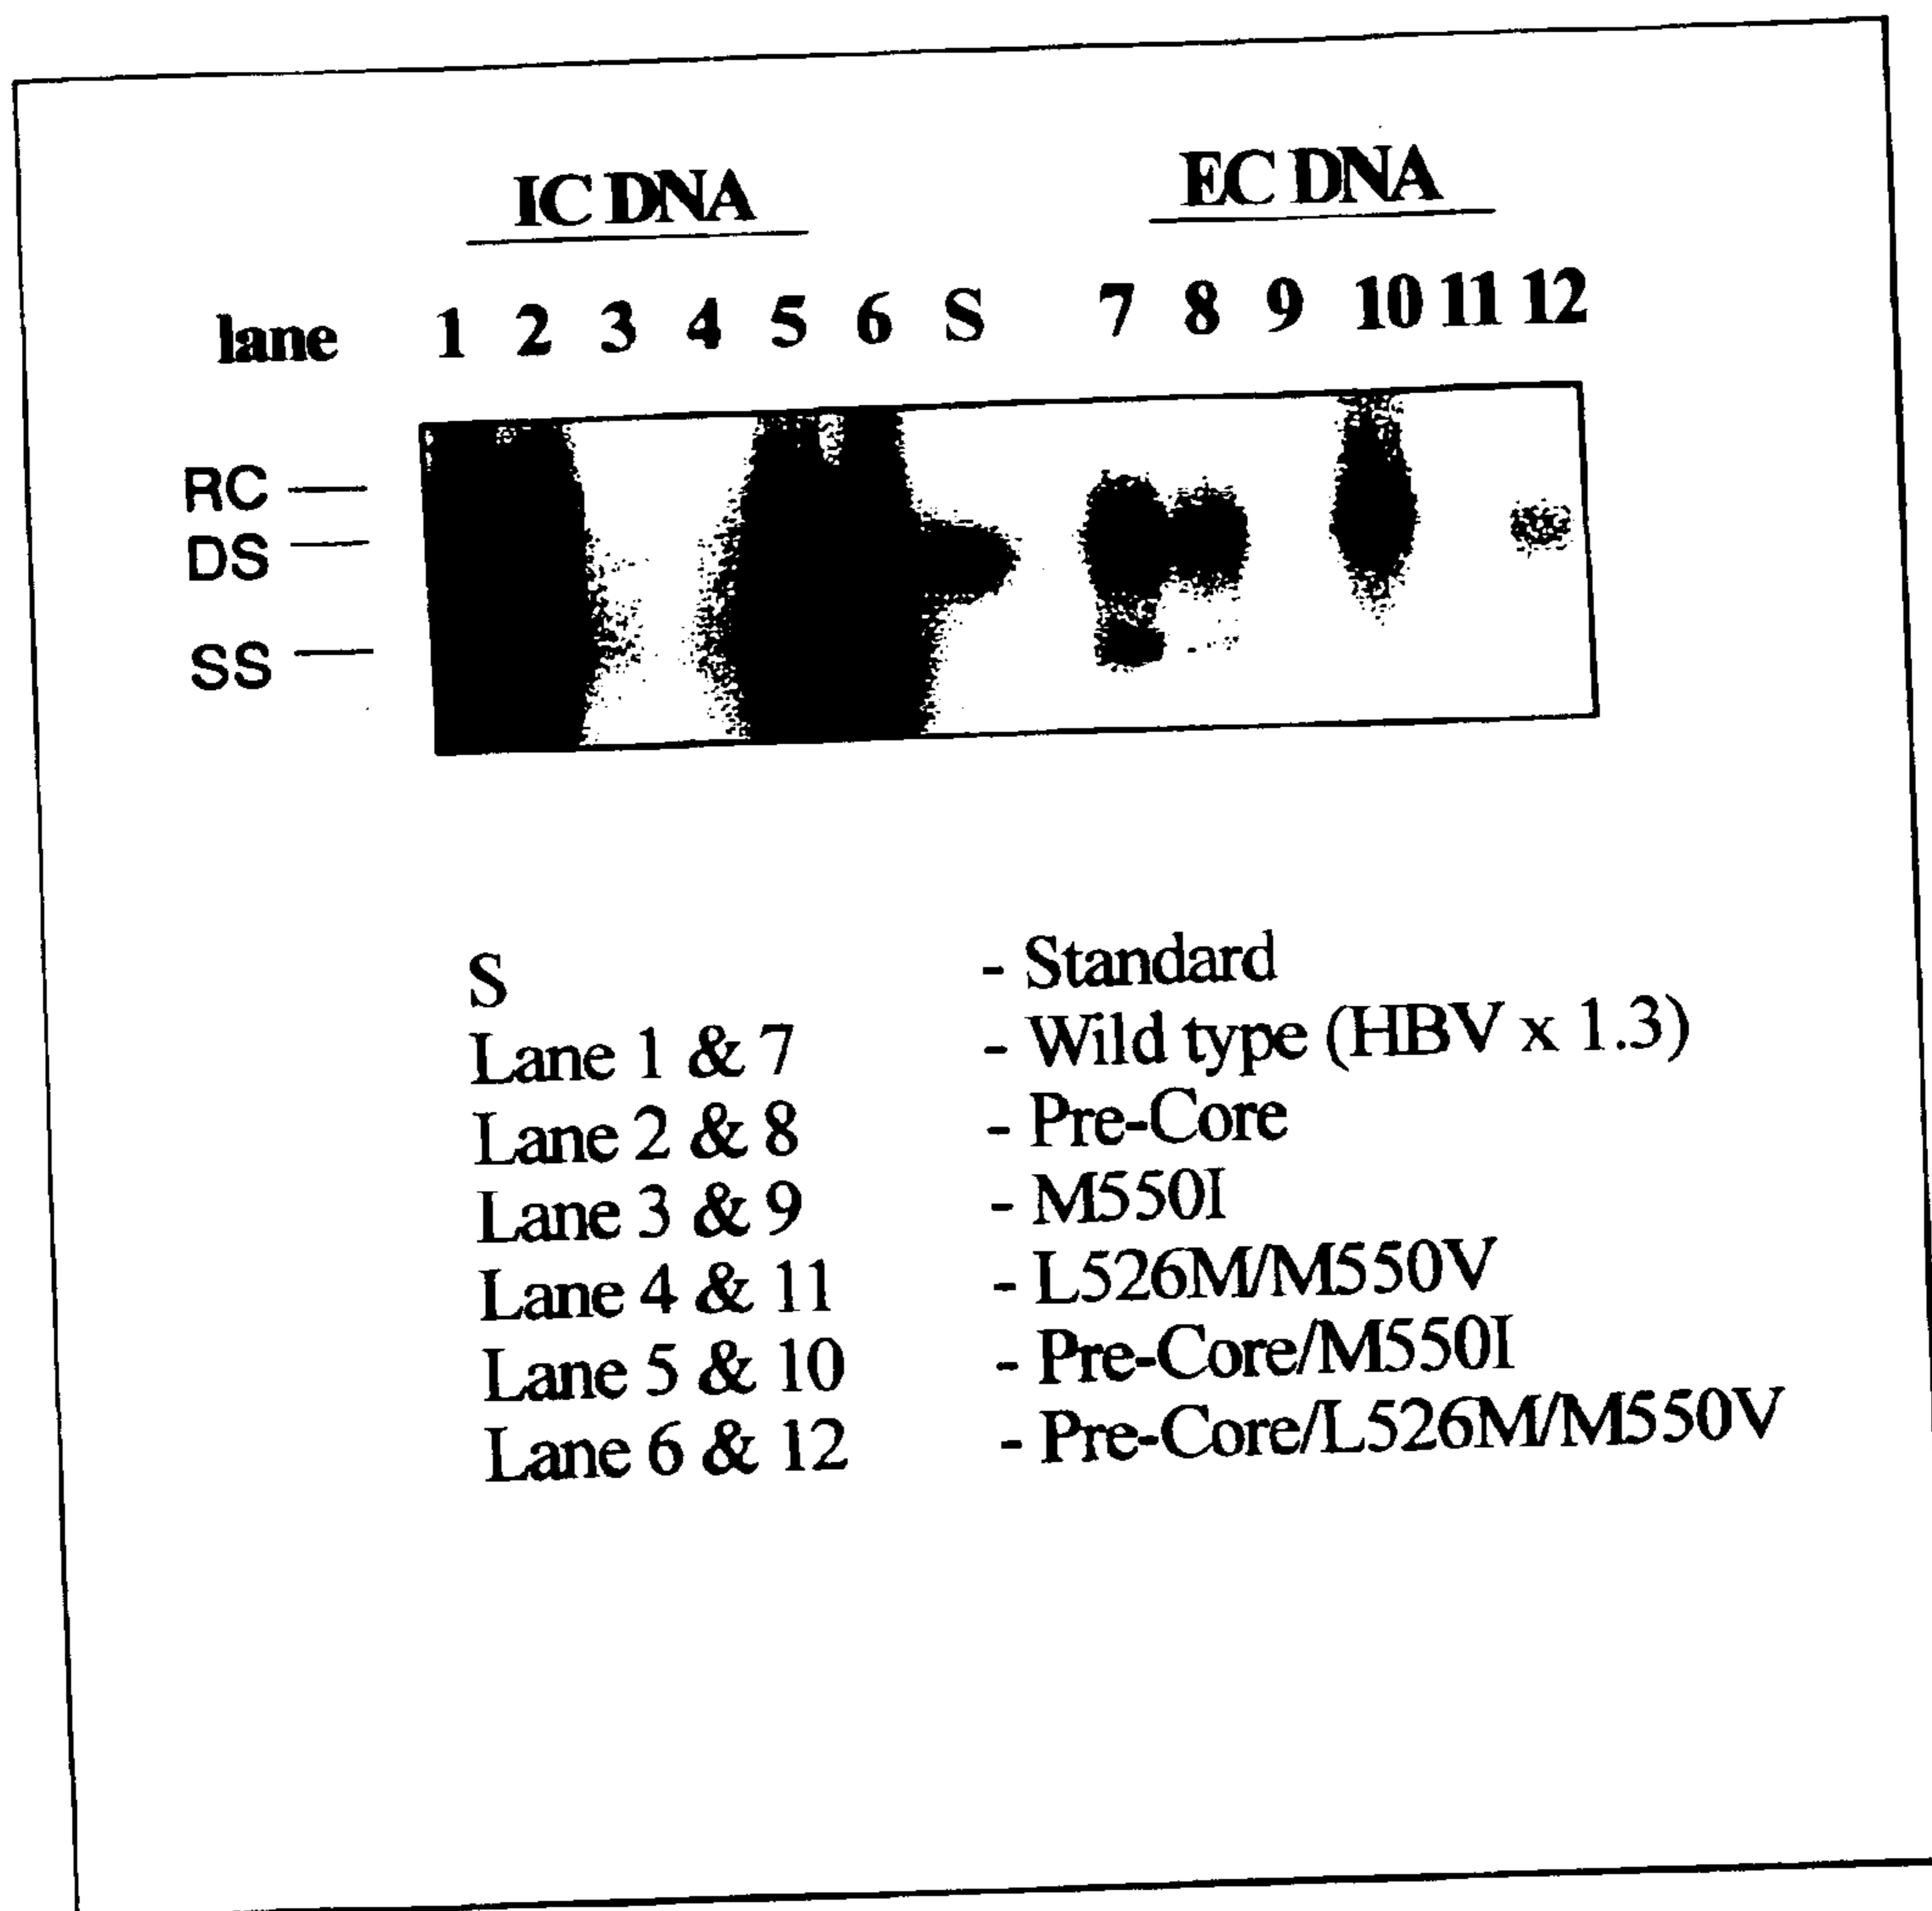 IC DNA EC DNA
lane 1 2 3 4 5 6 S 7 8 9 10 11 12
RC
DS
SS
S - Standard
Lane 1 & 7 - Wild type (HBV x 1.3)
Lane 2 & 8 - Pre-Core
Lane 3 & 9 - M550I
Lane 4 & 11 - L526M/M550V
Lane 5 & 10 - Pre-Core/M550I
Lane 6 & 12 - Pre-Core/L526M/M550V